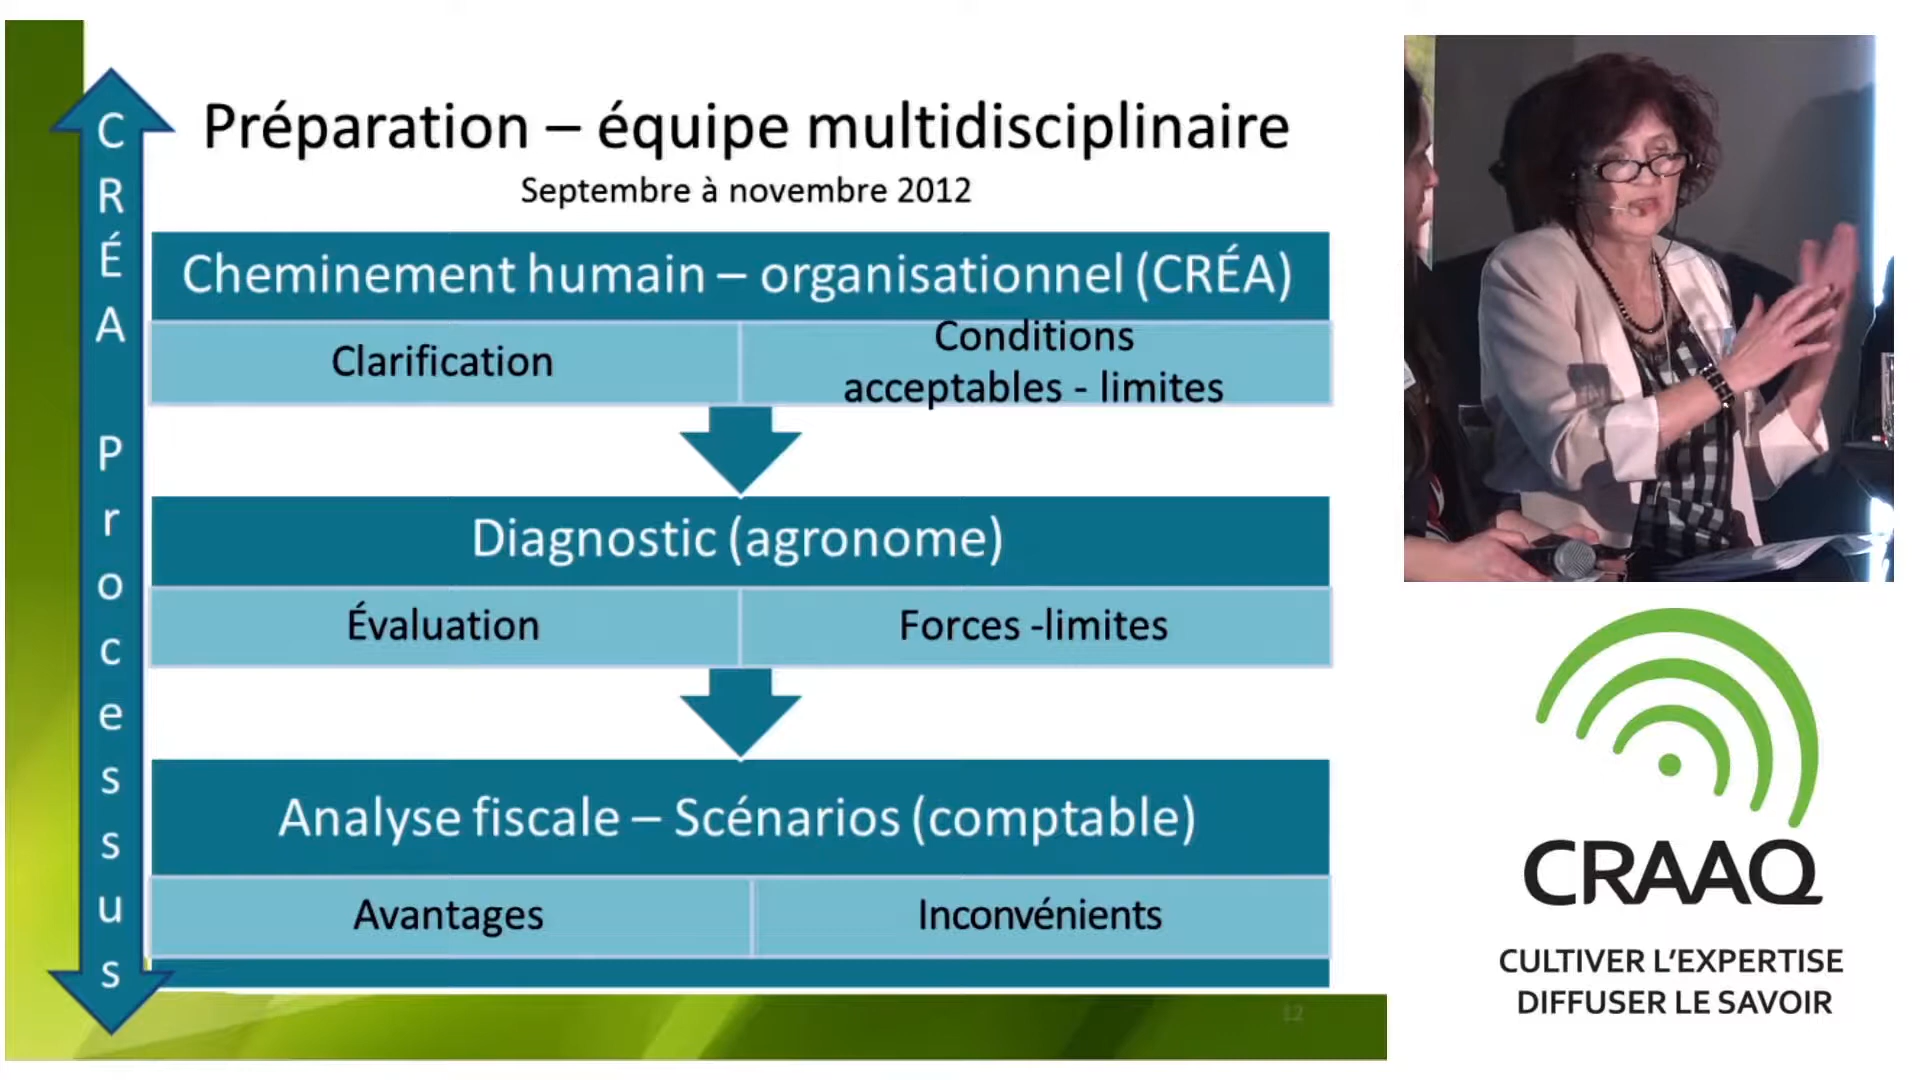 Préparation – équipe multidisciplinaire
Septembre à novembre 2012
CRÉA Processus
Cheminement humain – organisationnel (CRÉA)
Clarification
Conditions
acceptables - limites
Diagnostic (agronome)
Évaluation
Forces -limites
Analyse fiscale – Scénarios (comptable)
Avantages
Inconvénients
12
CRAAQ
CULTIVER L'EXPERTISE
DIFFUSER LE SAVOIR